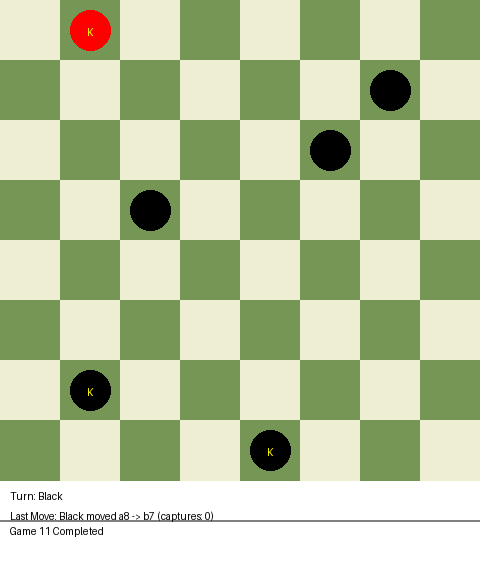 K
K
K
Turn: Black
Last Move: Black moved a8 -> b7 (captures: 0)
Game 11 Completed